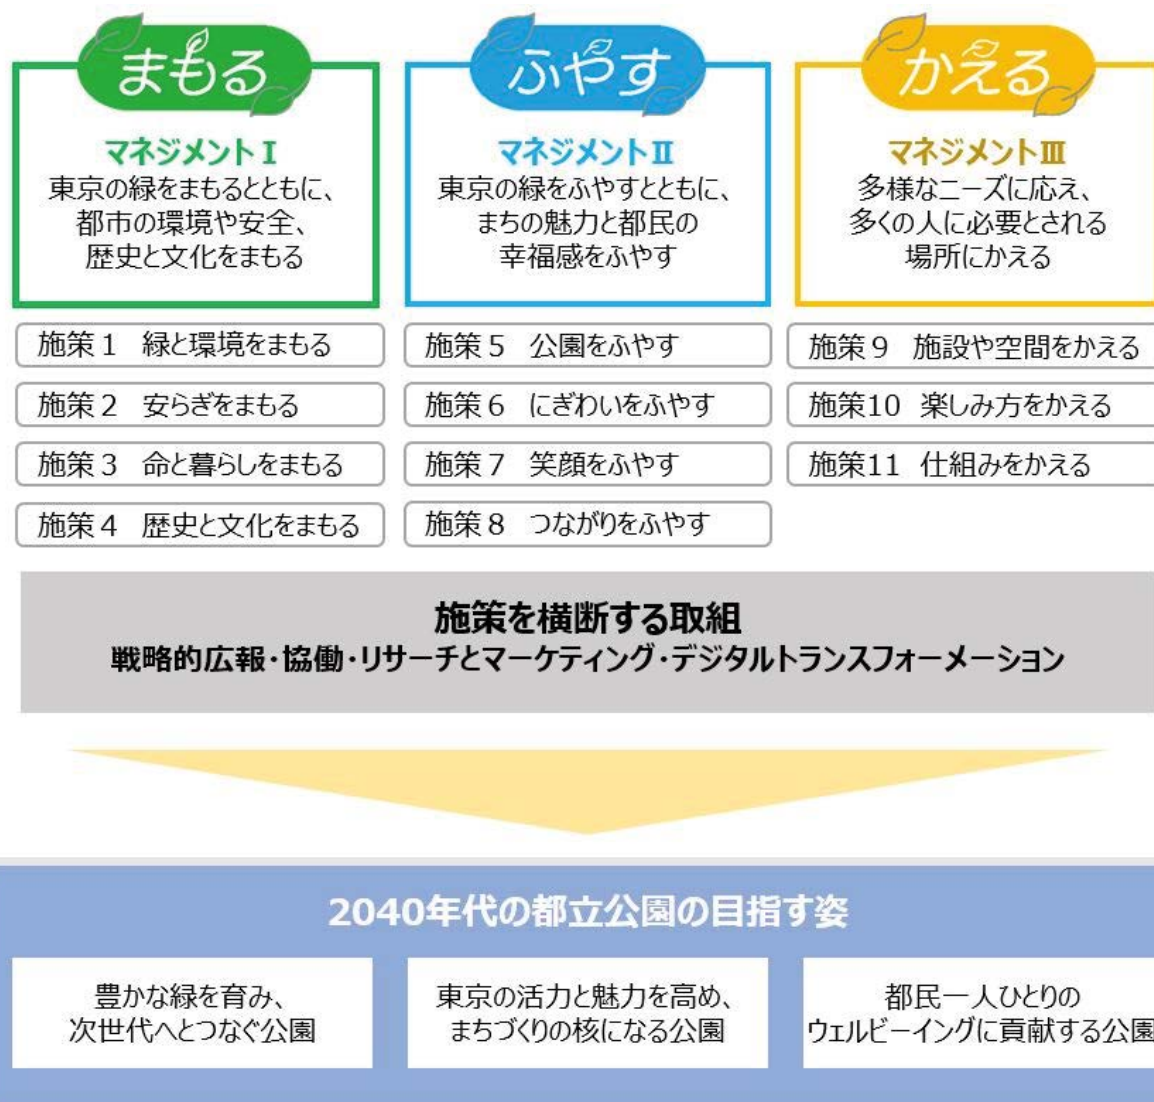 まもる
マネジメントⅠ
東京の緑をまもるとともに、
都市の環境や安全、
歴史と文化をまもる
施策１　緑と環境をまもる
施策２　安らぎをまもる
施策３　命と暮らしをまもる
施策４　歴史と文化をまもる
ふやす
マネジメントⅡ
東京の緑をふやすとともに、
まちの魅力と都民の
幸福感をふやす
施策５　公園をふやす
施策６　にぎわいをふやす
施策７　笑顔をふやす
施策８　つながりをふやす
かえる
マネジメントⅢ
多様なニーズに応え、
多くの人に必要とされる
場所にかえる
施策９　施設や空間をかえる
施策10　楽しみ方をかえる
施策11　仕組みをかえる
施策を横断する取組
戦略的広報・協働・リサーチとマーケティング・デジタルトランスフォーメーション
2040年代の都立公園の目指す姿
豊かな緑を育み、
次世代へとつなぐ公園
東京の活力と魅力を高め、
まちづくりの核になる公園
都民一人ひとりの
ウェルビーイングに貢献する公園